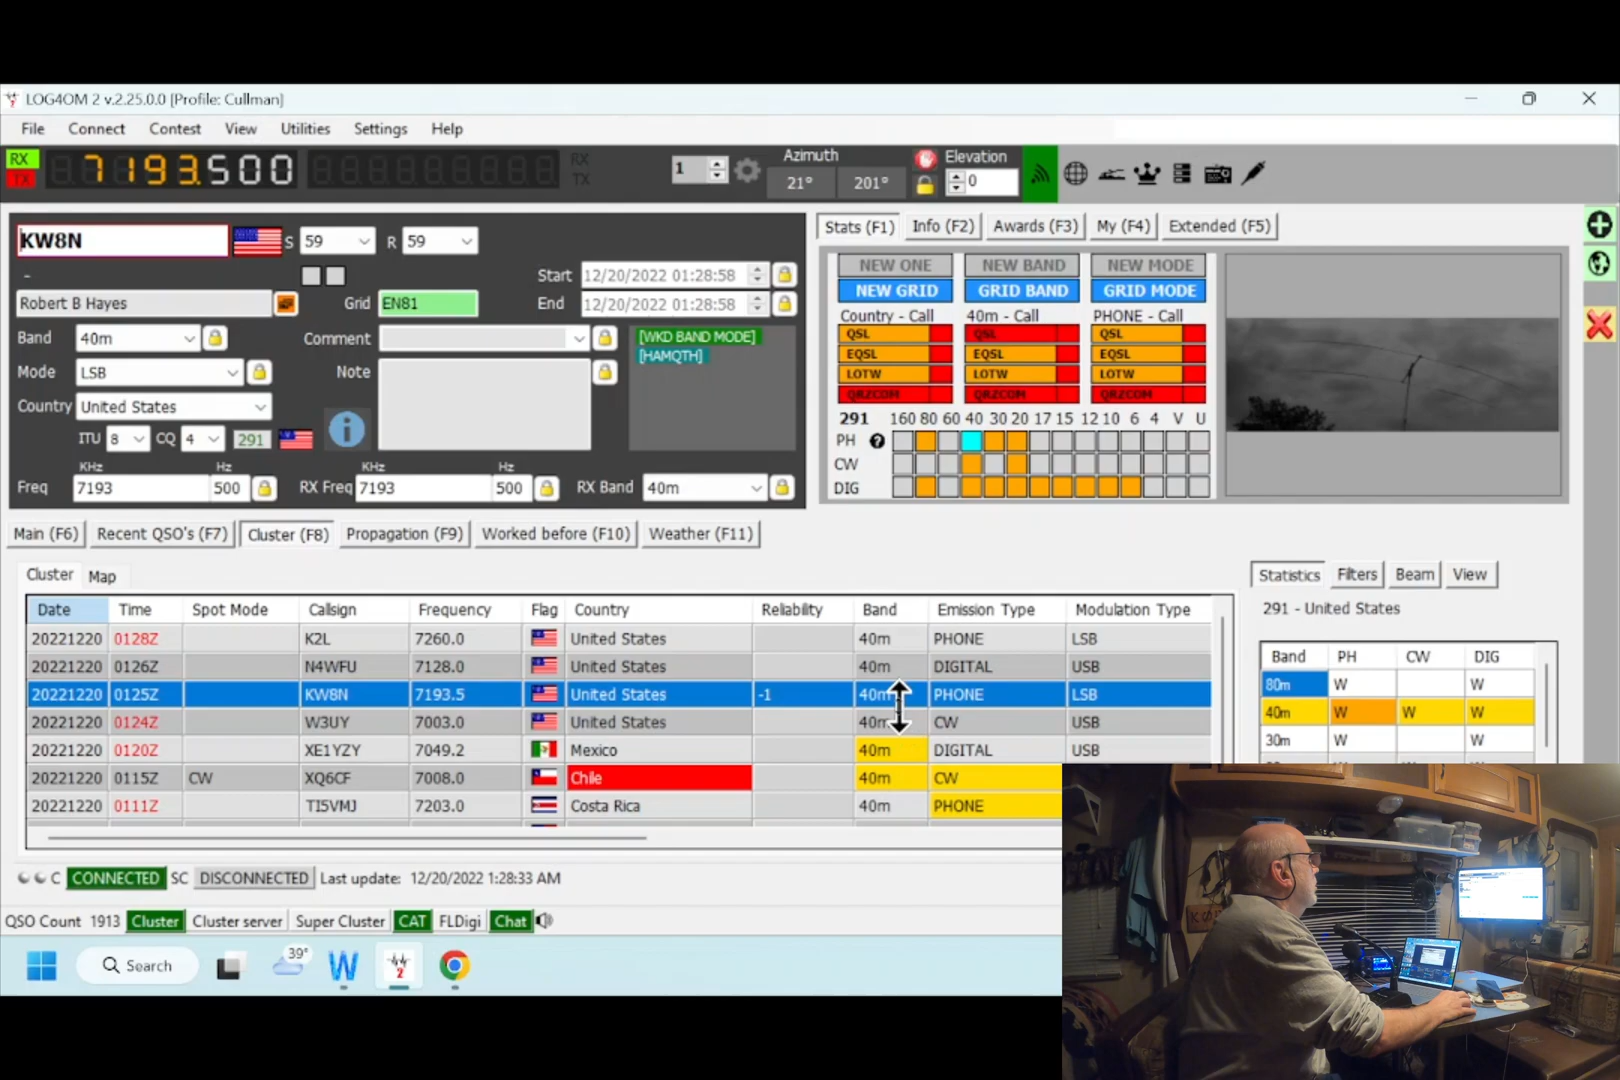 LOG4OM 2 v.2.25.0.0 [Profile: Cullman]
File Connect Contest View Utilities Settings Help
RX 7193.500 RX
TX TX
1 Azimuth 21° 201° Elevation 0
KW8N S 59 R 59
-
Start 12/20/2022 01:28:58
Robert B Hayes Grid EN81 End 12/20/2022 01:28:58
Band 40m Comment [WKD BAND MODE]
[HAMQTH]
Mode LSB Note
Country United States
ITU 8 CQ 4 291
KHz Hz KHz Hz
Freq 7193 500 RX Freq 7193 500 RX Band 40m
Stats (F1) Info (F2) Awards (F3) My (F4) Extended (F5)
NEW ONE NEW BAND NEW MODE
NEW GRID GRID BAND GRID MODE
Country - Call 40m - Call PHONE - Call
QSL QSL QSL
EQSL EQSL EQSL
LOTW LOTW LOTW
QRZCOM QRZCOM QRZCOM
291 160 80 60 40 30 20 17 15 12 10 6 4 V U
PH ?
CW
DIG
Main (F6) Recent QSO's (F7) Cluster (F8) Propagation (F9) Worked before (F10) Weather (F11)
Cluster Map
Date Time Spot Mode Callsign Frequency Flag Country Reliability Band Emission Type Modulation Type
20221220 0128Z K2L 7260.0 United States 40m PHONE LSB
20221220 0126Z N4WFU 7128.0 United States 40m DIGITAL USB
20221220 0125Z KW8N 7193.5 United States -1 40m PHONE LSB
20221220 0124Z W3UY 7003.0 United States 40m CW USB
20221220 0120Z XE1YZY 7049.2 Mexico 40m DIGITAL USB
20221220 0115Z CW XQ6CF 7008.0 Chile 40m CW
20221220 0111Z TI5VMJ 7203.0 Costa Rica 40m PHONE
Statistics Filters Beam View
291 - United States
Band PH CW DIG
80m W W
40m W W W
30m W W
C CONNECTED SC DISCONNECTED Last update: 12/20/2022 1:28:33 AM
QSO Count 1913 Cluster Cluster server Super Cluster CAT FLDigi Chat
Search 39° W 2